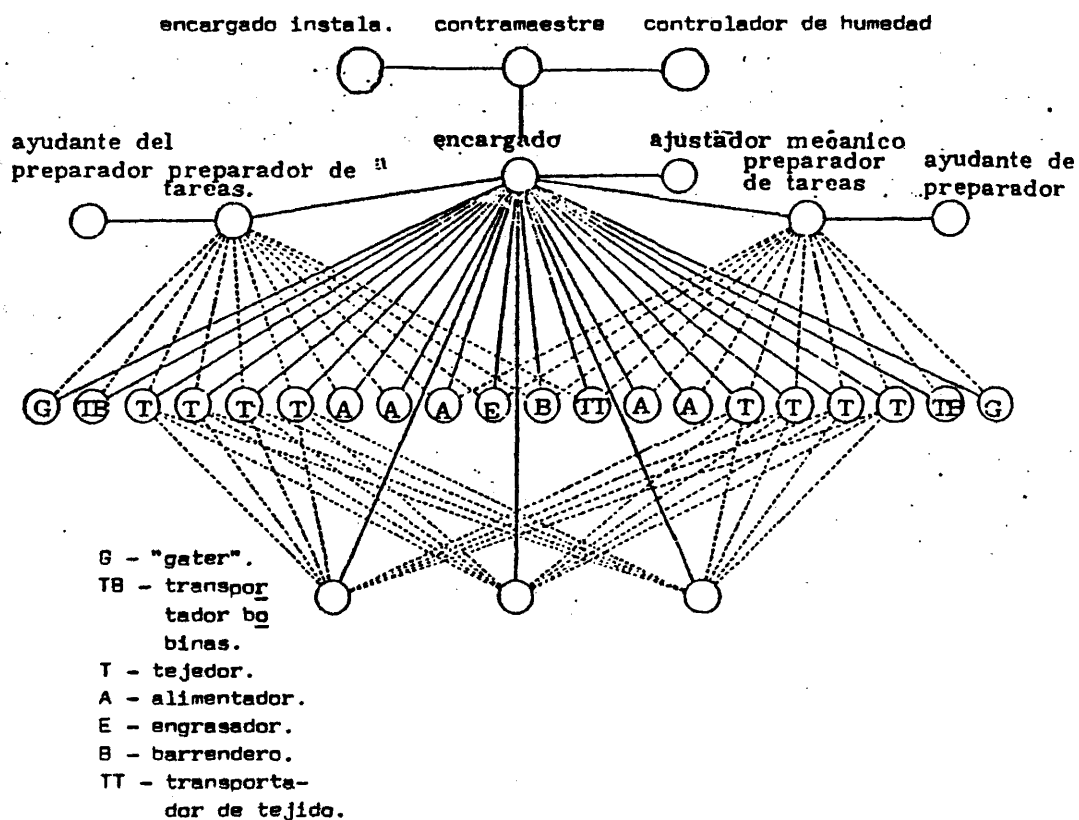 encargado instala. contramaestre controlador de humedad
ayudante del encargado ajustador mecanico
preparador preparador de preparador ayudante de
tareas. de tareas preparador
G TB T T T T A A A E B TT A A T T T T TB G
G - "gater".
TB - transpor
tador bo
binas.
T - tejedor.
A - alimentador.
E - engrasador.
B - barrendero.
TT - transporta-
dor de tejido.